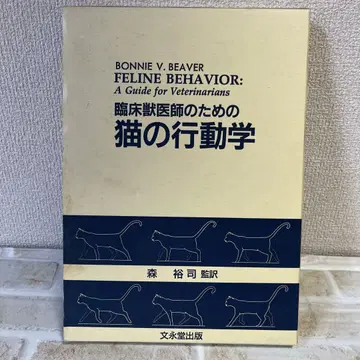 BONNIE V. BEAVER
FELINE BEHAVIOR:
A Guide for Veterinarians
臨床獣医師のための
猫の行動学
森 裕司 監訳
文永堂出版